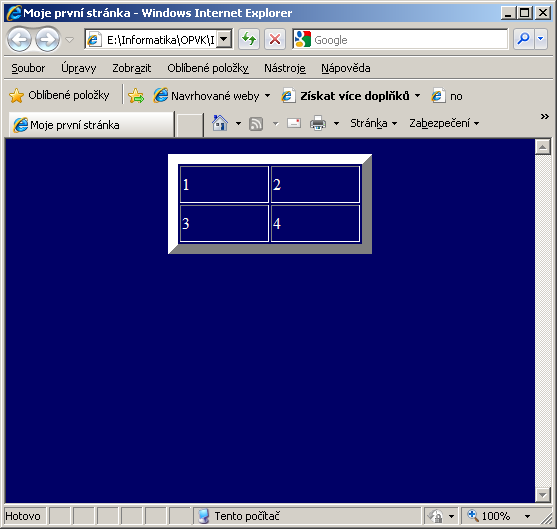 Moje první stránka - Windows Internet Explorer
E:\Informatika\OPVK\I
Google
Soubor Úpravy Zobrazit Oblíbené položky Nástroje Nápověda
Oblíbené položky Navrhované weby Získat více doplňků no
Moje první stránka Stránka Zabezpečení »
1 2
3 4
Hotovo Tento počítač 100%